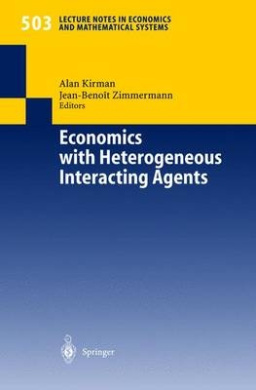 503 LECTURE NOTES IN ECONOMICS
AND MATHEMATICAL SYSTEMS
Alan Kirman
Jean-Benoît Zimmermann
Editors
Economics
with Heterogeneous
Interacting Agents
Springer